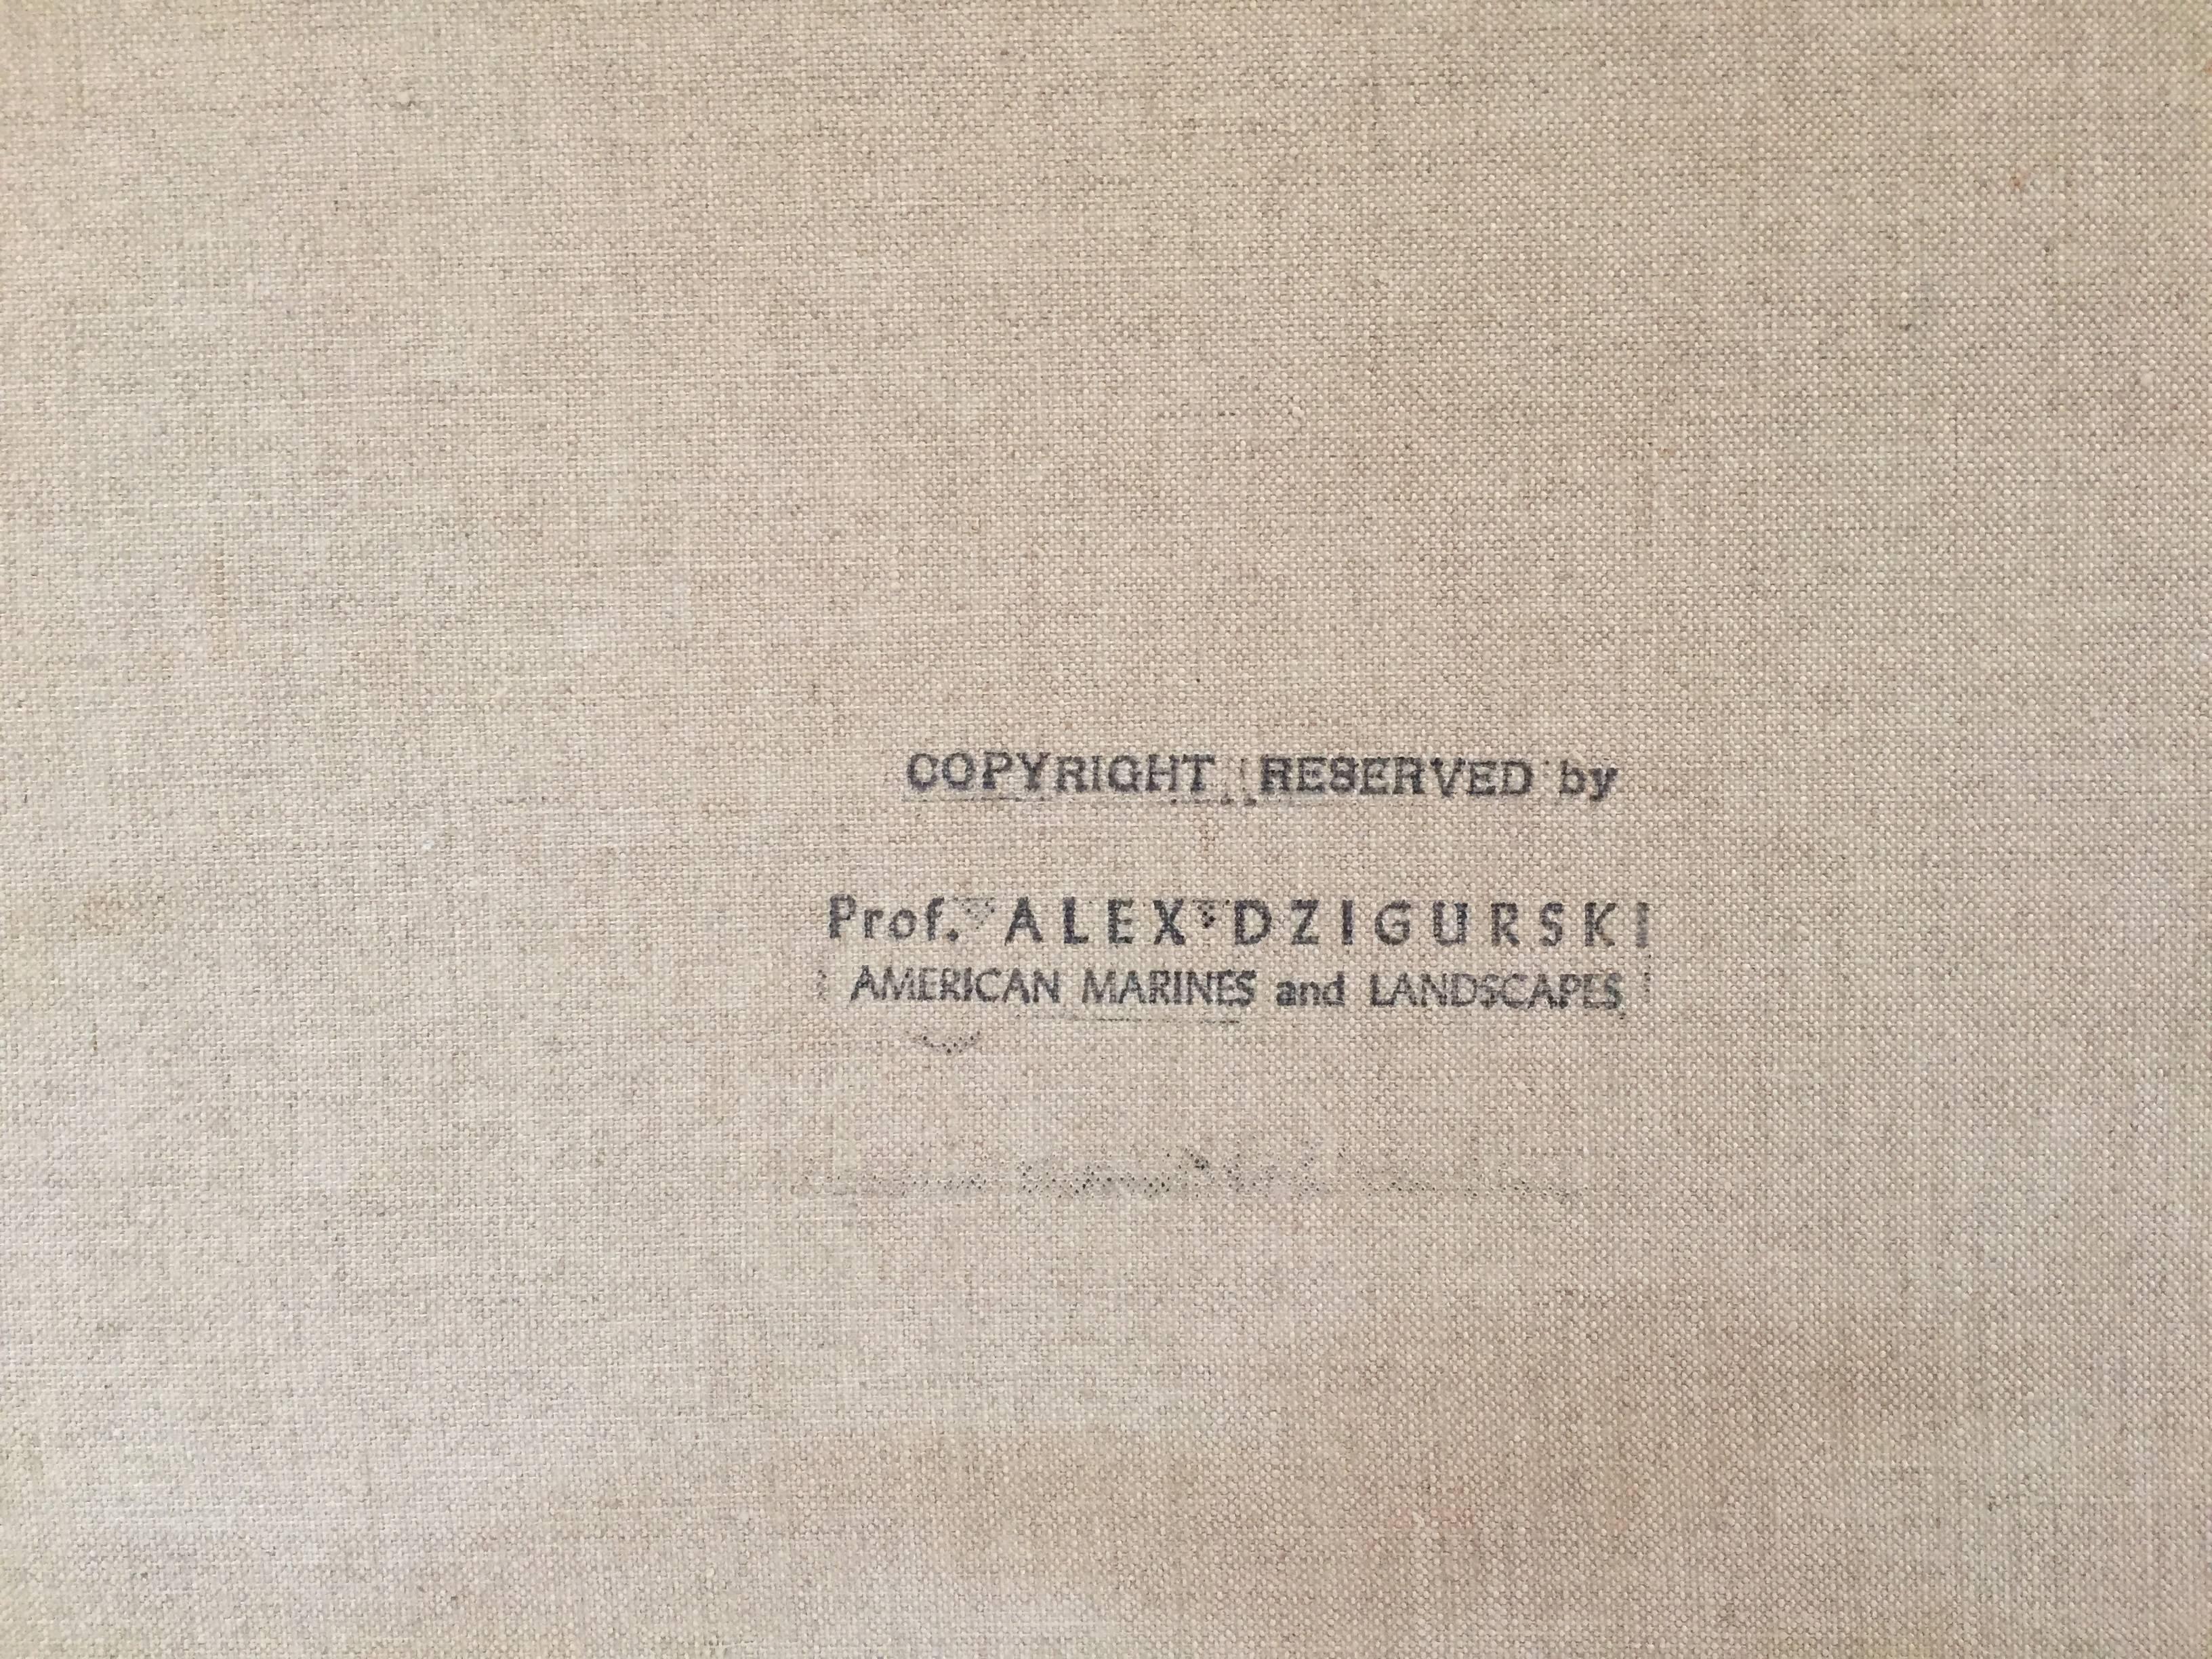 COPYRIGHT RESERVED by
Prof. ALEX DZIGURSKI
AMERICAN MARINES and LANDSCAPES